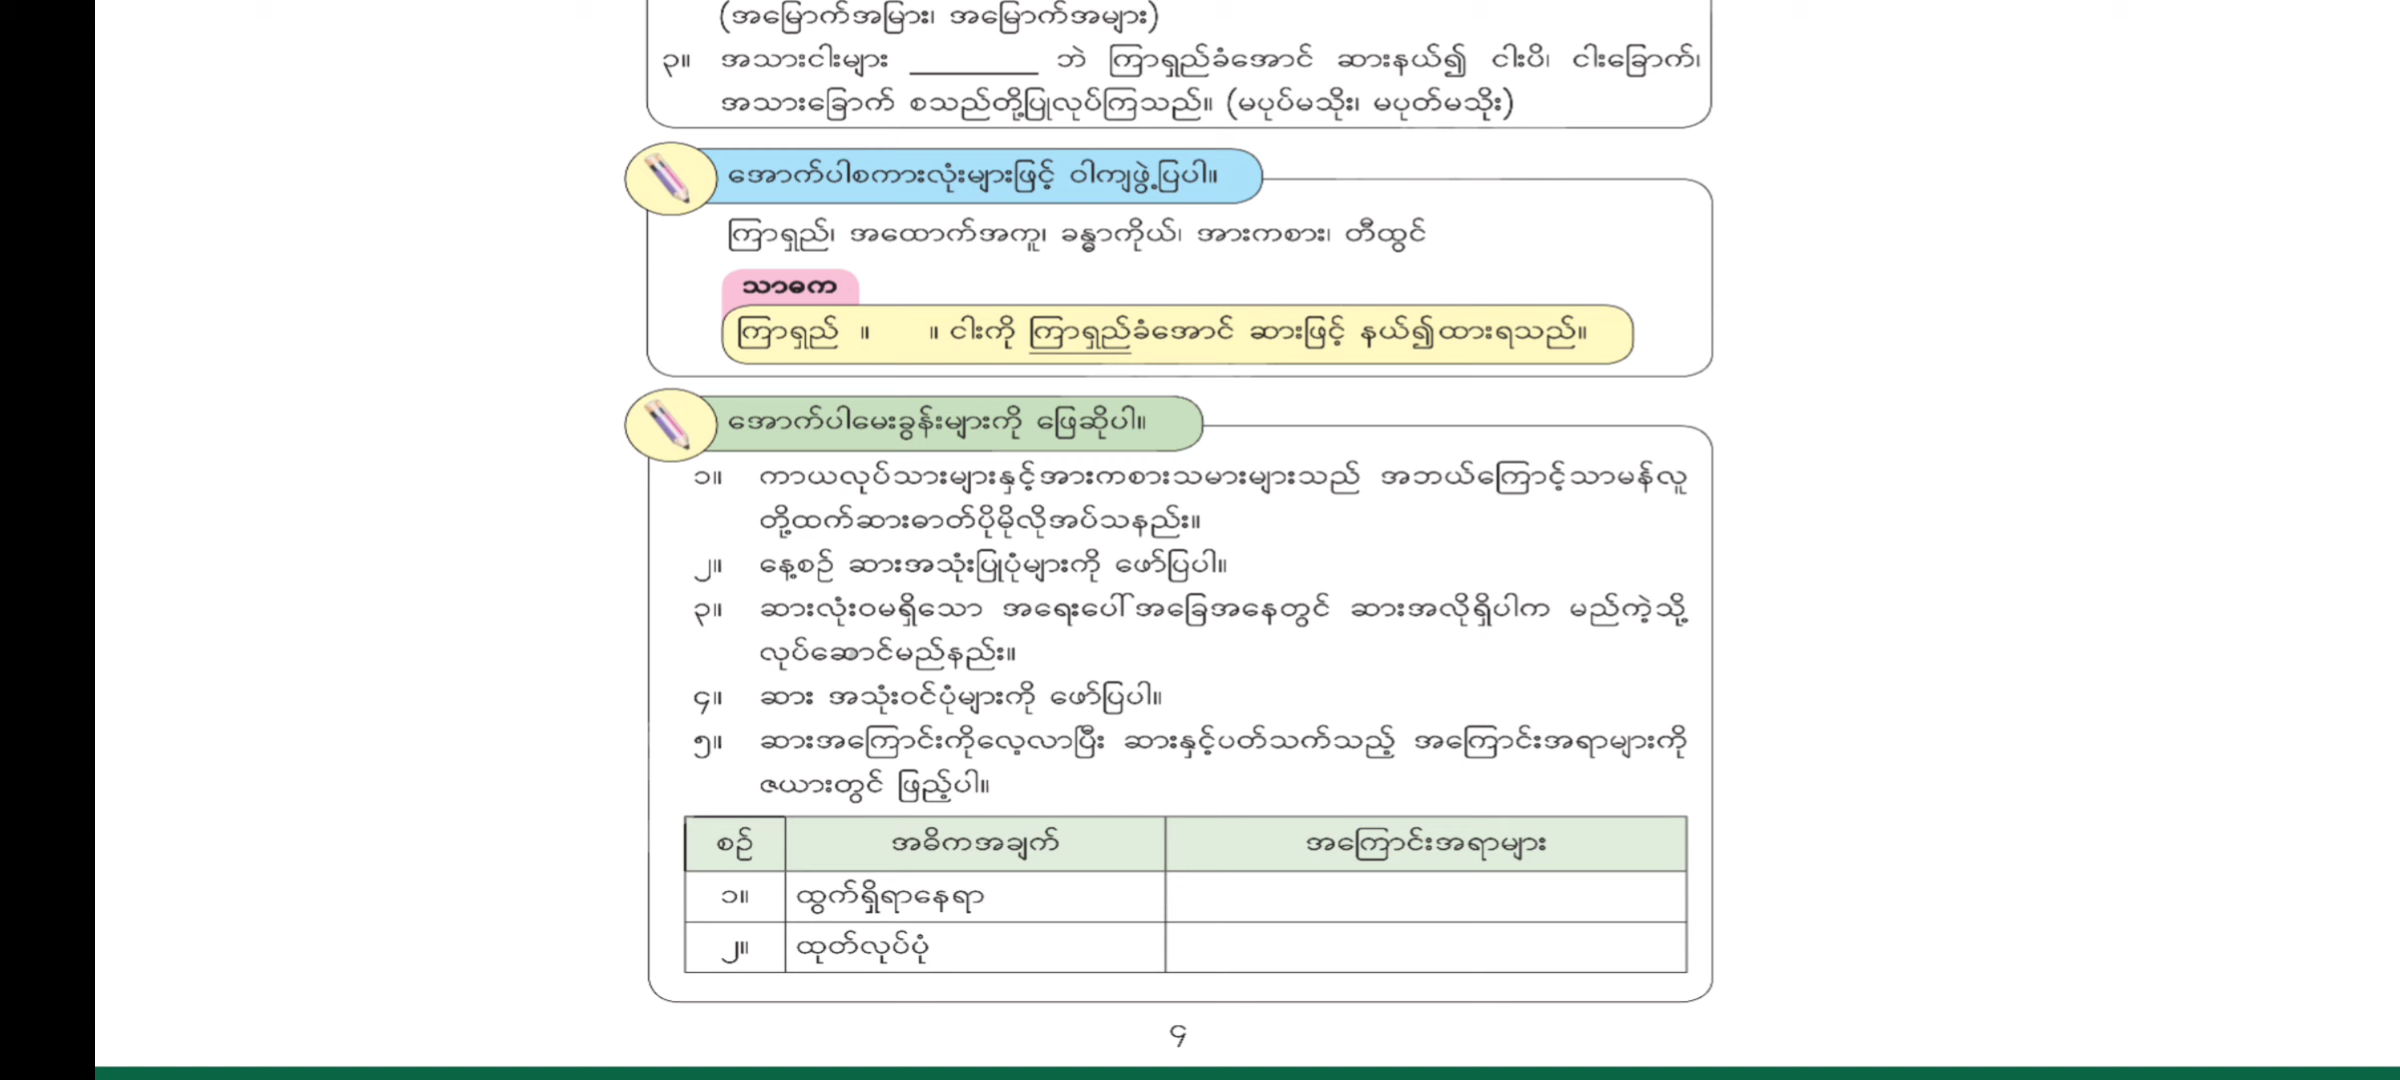 (အမြောက်အမြား၊ အမြောက်အများ)
၃။ အသားငါးများ __________ ဘဲ ကြာရှည်ခံအောင် ဆားနယ်၍ ငါးပိ၊ ငါးခြောက်၊
အသားခြောက် စသည်တို့ပြုလုပ်ကြသည်။ (မပုပ်မသိုး၊ မပုတ်မသိုး)
အောက်ပါစကားလုံးများဖြင့် ဝါကျဖွဲ့ပြပါ။
ကြာရှည်၊ အထောက်အကူ၊ ခန္ဓာကိုယ်၊ အားကစား၊ တီထွင်
သာဓက
ကြာရှည် ။ ။ ငါးကို ကြာရှည်ခံအောင် ဆားဖြင့် နယ်၍ထားရသည်။
အောက်ပါမေးခွန်းများကို ဖြေဆိုပါ။
၁။ ကာယလုပ်သားများနှင့်အားကစားသမားများသည် အဘယ်ကြောင့်သာမန်လူ
တို့ထက်ဆားဓာတ်ပိုမိုလိုအပ်သနည်း။
၂။ နေ့စဉ် ဆားအသုံးပြုပုံများကို ဖော်ပြပါ။
၃။ ဆားလုံးဝမရှိသော အရေးပေါ်အခြေအနေတွင် ဆားအလိုရှိပါက မည်ကဲ့သို့
လုပ်ဆောင်မည်နည်း။
၄။ ဆား အသုံးဝင်ပုံများကို ဖော်ပြပါ။
၅။ ဆားအကြောင်းကိုလေ့လာပြီး ဆားနှင့်ပတ်သက်သည့် အကြောင်းအရာများကို
ဇယားတွင် ဖြည့်ပါ။
စဉ် အဓိကအချက် အကြောင်းအရာများ
၁။ ထွက်ရှိရာနေရာ
၂။ ထုတ်လုပ်ပုံ
၄